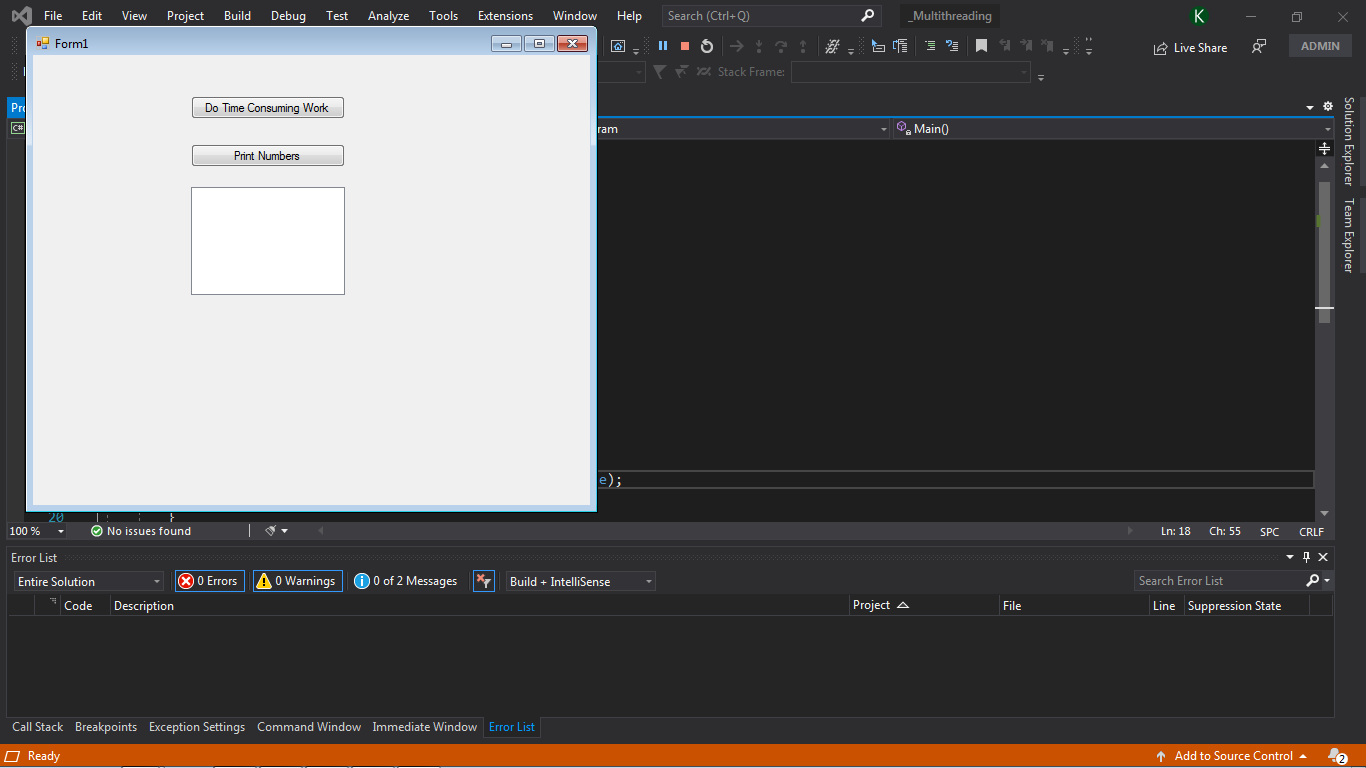 File Edit View Project Build Debug Test Analyze Tools Extensions Window Help Search (Ctrl+Q) _Multithreading K
Form1
Live Share ADMIN
Stack Frame:
Do Time Consuming Work
Print Numbers
Pro
C# ram Main()
Solution Explorer
Team Explorer
e);
20 }
100 % No issues found Ln: 18 Ch: 55 SPC CRLF
Error List
Entire Solution 0 Errors 0 Warnings 0 of 2 Messages Build + IntelliSense Search Error List
Code Description Project File Line Suppression State
Call Stack Breakpoints Exception Settings Command Window Immediate Window Error List
Ready Add to Source Control 2